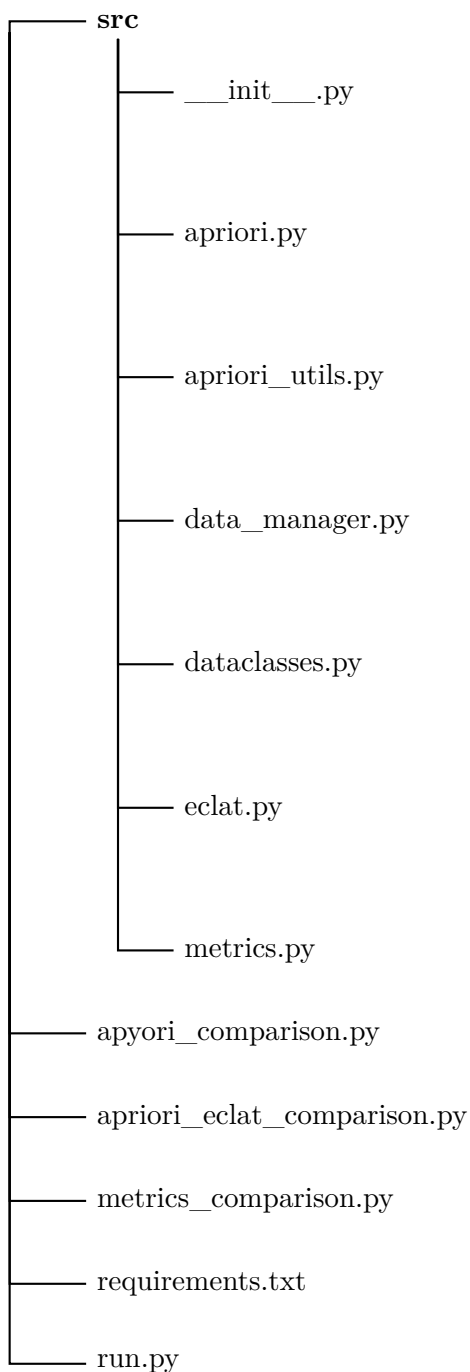 src
__init__.py
apriori.py
apriori_utils.py
data_manager.py
dataclasses.py
eclat.py
metrics.py
apyori_comparison.py
apriori_eclat_comparison.py
metrics_comparison.py
requirements.txt
run.py